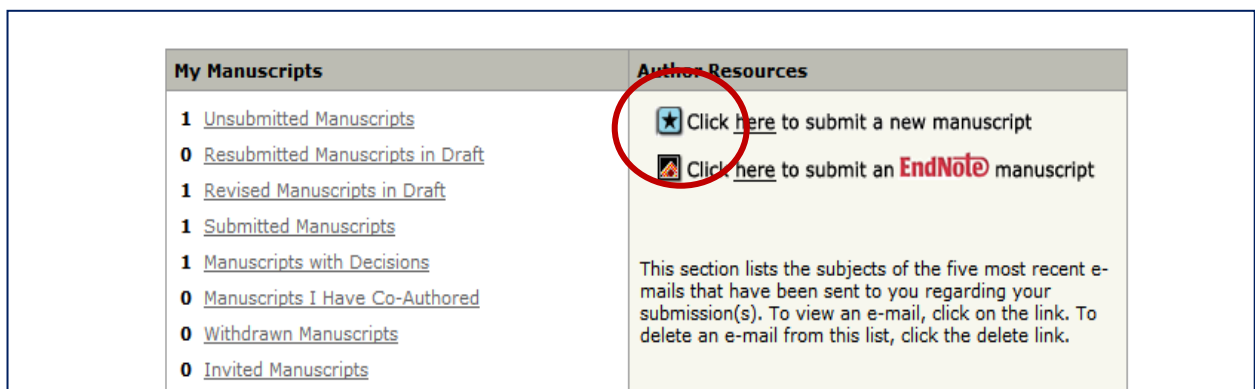 My Manuscripts
1 Unsubmitted Manuscripts
0 Resubmitted Manuscripts in Draft
1 Revised Manuscripts in Draft
1 Submitted Manuscripts
1 Manuscripts with Decisions
0 Manuscripts I Have Co-Authored
0 Withdrawn Manuscripts
0 Invited Manuscripts
Author Resources
Click here to submit a new manuscript
Click here to submit an EndNote manuscript
This section lists the subjects of the five most recent e-
mails that have been sent to you regarding your
submission(s). To view an e-mail, click on the link. To
delete an e-mail from this list, click the delete link.